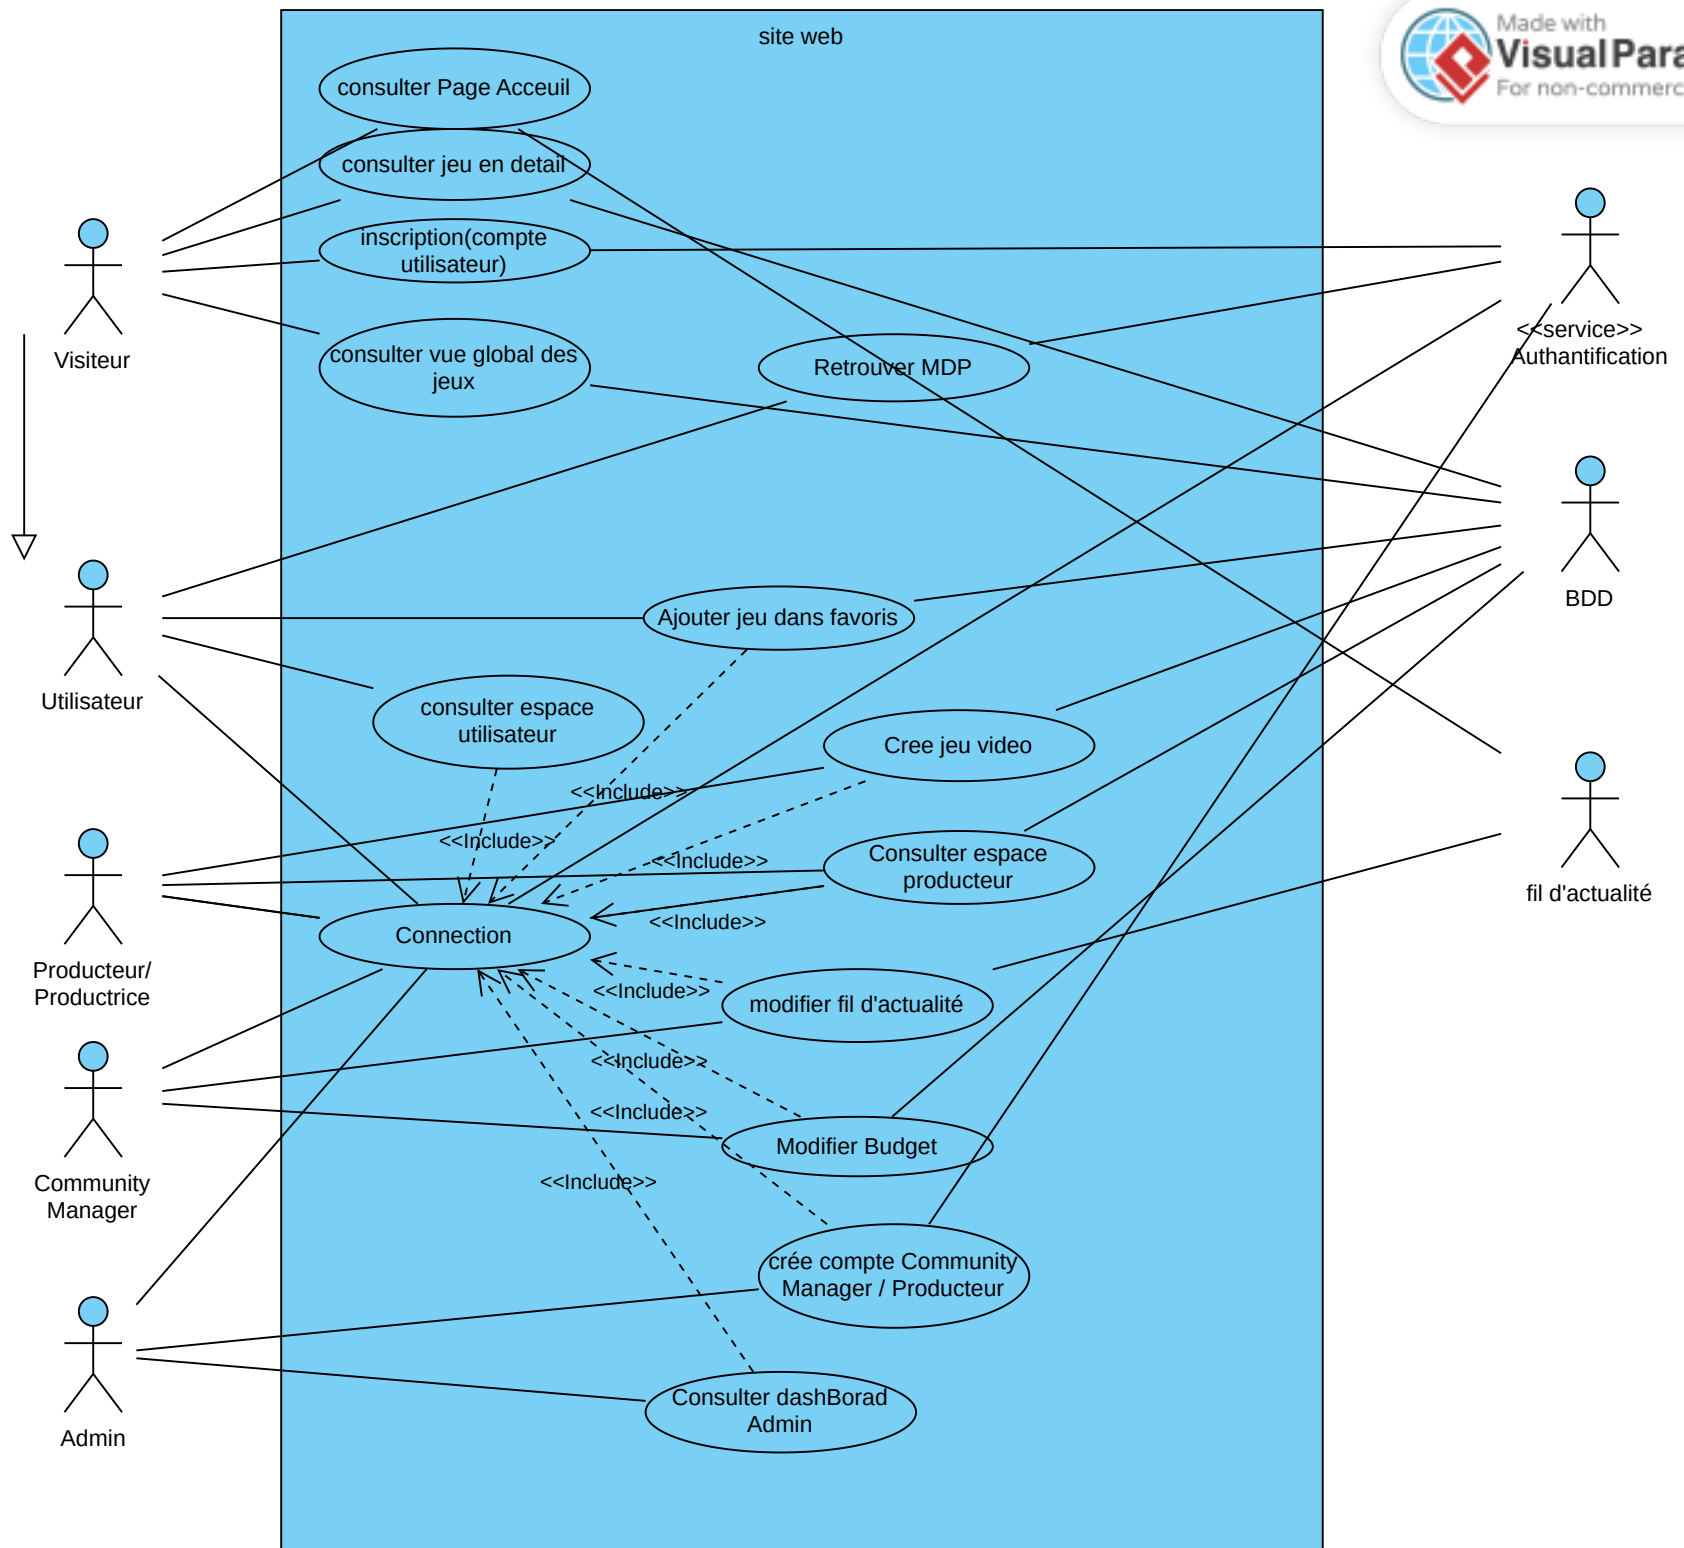 site web
Made with
Visual Para
For non-commerc
consulter Page Acceuil
consulter jeu en detail
inscription(compte
utilisateur)
consulter vue global des
jeux
Retrouver MDP
Visiteur
<<service>>
Authantification
BDD
Ajouter jeu dans favoris
Utilisateur
consulter espace
utilisateur
Cree jeu video
<<Include>>
<<Include>>
<<Include>>
Consulter espace
producteur
<<Include>>
fil d'actualité
Connection
Producteur/
Productrice
<<Include>>
modifier fil d'actualité
<<Include>>
<<Include>>
Modifier Budget
Community
Manager
<<Include>>
crée compte Community
Manager / Producteur
Consulter dashBorad
Admin
Admin